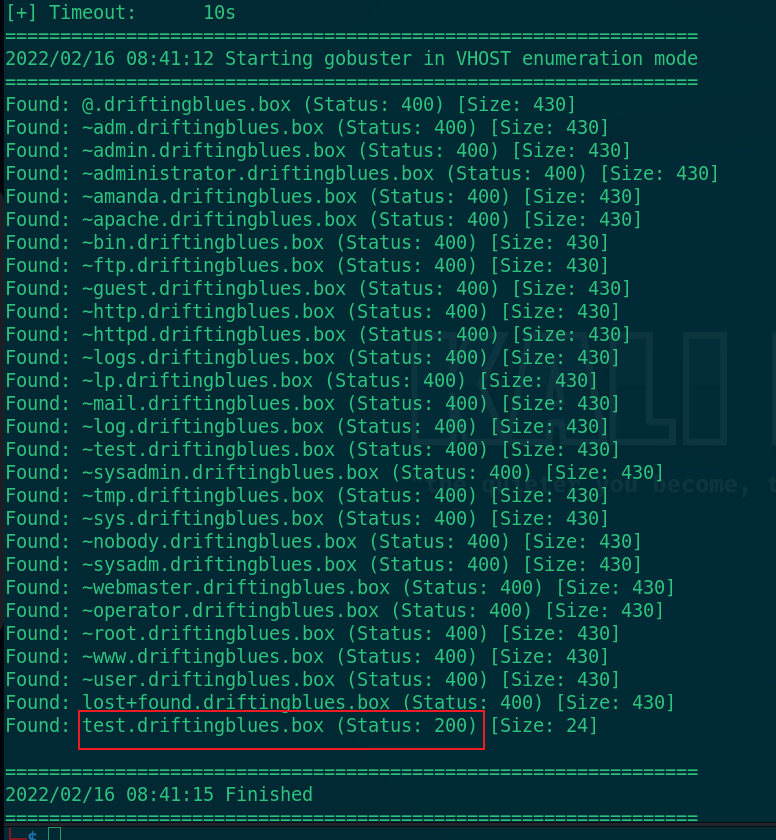 [+] Timeout:      10s
===============================================================
2022/02/16 08:41:12 Starting gobuster in VHOST enumeration mode
===============================================================
Found: @.driftingblues.box (Status: 400) [Size: 430]
Found: ~adm.driftingblues.box (Status: 400) [Size: 430]
Found: ~admin.driftingblues.box (Status: 400) [Size: 430]
Found: ~administrator.driftingblues.box (Status: 400) [Size: 430]
Found: ~amanda.driftingblues.box (Status: 400) [Size: 430]
Found: ~apache.driftingblues.box (Status: 400) [Size: 430]
Found: ~bin.driftingblues.box (Status: 400) [Size: 430]
Found: ~ftp.driftingblues.box (Status: 400) [Size: 430]
Found: ~guest.driftingblues.box (Status: 400) [Size: 430]
Found: ~http.driftingblues.box (Status: 400) [Size: 430]
Found: ~httpd.driftingblues.box (Status: 400) [Size: 430]
Found: ~logs.driftingblues.box (Status: 400) [Size: 430]
Found: ~lp.driftingblues.box (Status: 400) [Size: 430]
Found: ~mail.driftingblues.box (Status: 400) [Size: 430]
Found: ~log.driftingblues.box (Status: 400) [Size: 430]
Found: ~test.driftingblues.box (Status: 400) [Size: 430]
Found: ~sysadmin.driftingblues.box (Status: 400) [Size: 430]
Found: ~tmp.driftingblues.box (Status: 400) [Size: 430]
Found: ~sys.driftingblues.box (Status: 400) [Size: 430]
Found: ~nobody.driftingblues.box (Status: 400) [Size: 430]
Found: ~sysadm.driftingblues.box (Status: 400) [Size: 430]
Found: ~webmaster.driftingblues.box (Status: 400) [Size: 430]
Found: ~operator.driftingblues.box (Status: 400) [Size: 430]
Found: ~root.driftingblues.box (Status: 400) [Size: 430]
Found: ~www.driftingblues.box (Status: 400) [Size: 430]
Found: ~user.driftingblues.box (Status: 400) [Size: 430]
Found: lost+found.driftingblues.box (Status: 400) [Size: 430]
Found: test.driftingblues.box (Status: 200) [Size: 24]
===============================================================
2022/02/16 08:41:15 Finished
===============================================================
$
KALI